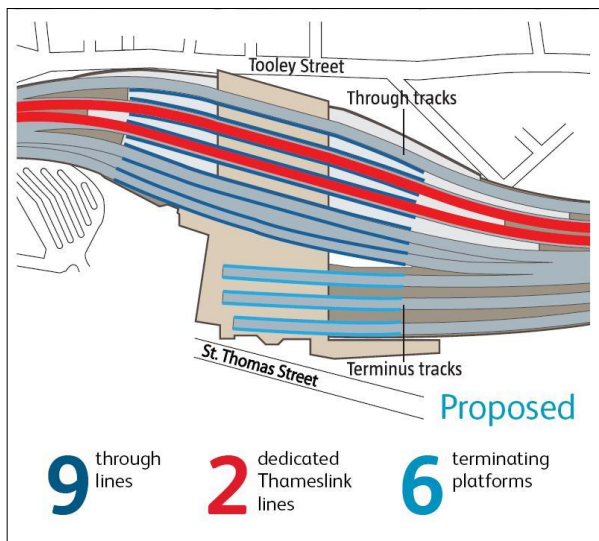 Tooley Street
Through tracks
Terminus tracks
St. Thomas Street
Proposed
9 through
lines
2 dedicated
Thameslink
lines
6 terminating
platforms